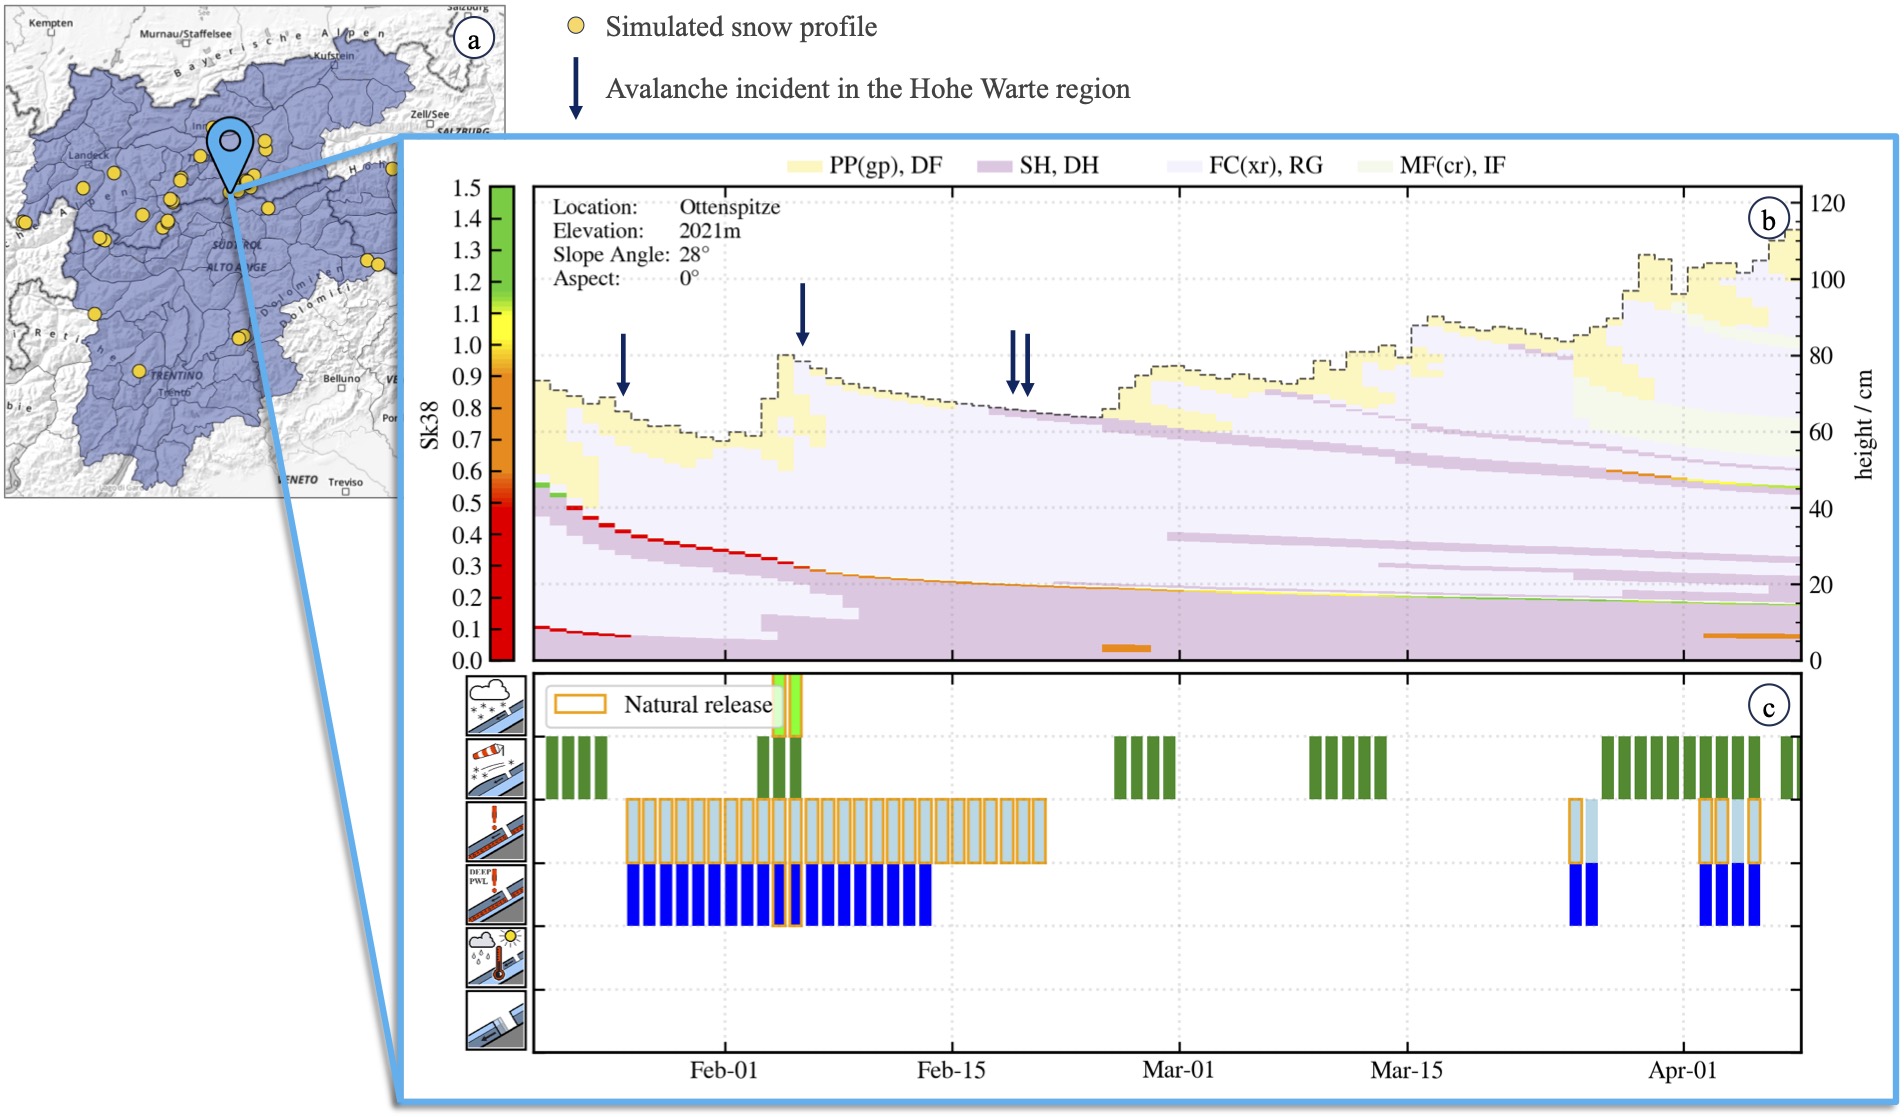 Simulated snow profile
Avalanche incident in the Hohe Warte region
a
Kempten
Murnau/Staffelsee
Salzburg
Bayerische Alpen
Kufstein
Zell/See
SALZBURG
Landeck
SÜDTIROL
ALTO ADIGE
Dolomiten
Dolomiti
TRENTINO
Trento
Belluno
VENETO
Treviso
PP(gp), DF
SH, DH
FC(xr), RG
MF(cr), IF
b
Location: Ottenspitze
Elevation: 2021m
Slope Angle: 28°
Aspect: 0°
Sk38
1.5
1.4
1.3
1.2
1.1
1.0
0.9
0.8
0.7
0.6
0.5
0.4
0.3
0.2
0.1
0.0
120
100
80
60
40
20
0
height / cm
Natural release
c
DEEP
PWL
Feb-01
Feb-15
Mar-01
Mar-15
Apr-01